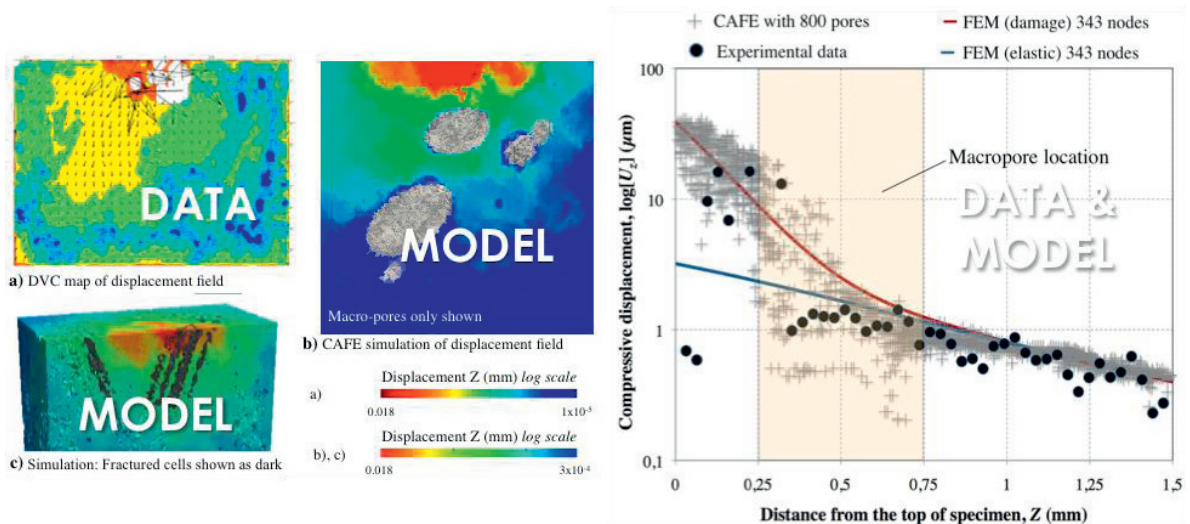 DATA
a) DVC map of displacement field
MODEL
c) Simulation: Fractured cells shown as dark
MODEL
Macro-pores only shown
b) CAFE simulation of displacement field
Displacement Z (mm) log scale
a)
0.018
1x10⁻⁵
Displacement Z (mm) log scale
b), c)
0.018
3x10⁻⁴
CAFE with 800 pores
Experimental data
FEM (damage) 343 nodes
FEM (elastic) 343 nodes
Compressive displacement, log[U_z] (μm)
100
10
1
0,1
Macropore location
DATA &
MODEL
0 0,25 0,5 0,75 1 1,25 1,5
Distance from the top of specimen, Z (mm)